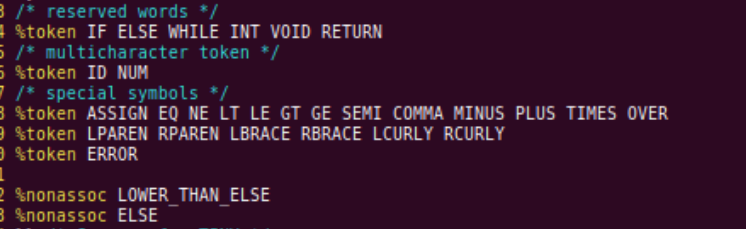 3 /* reserved words */
4 %token IF ELSE WHILE INT VOID RETURN
5 /* multicharacter token */
6 %token ID NUM
7 /* special symbols */
8 %token ASSIGN EQ NE LT LE GT GE SEMI COMMA MINUS PLUS TIMES OVER
9 %token LPAREN RPAREN LBRACE RBRACE LCURLY RCURLY
0 %token ERROR
1
2 %nonassoc LOWER_THAN_ELSE
3 %nonassoc ELSE